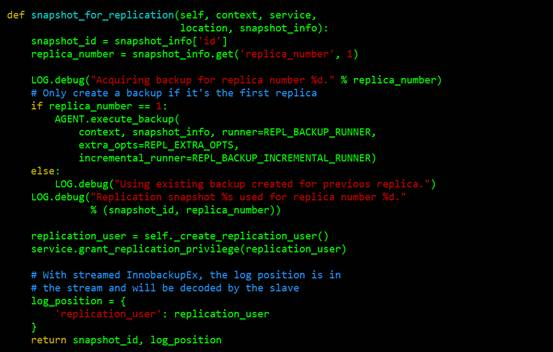 def snapshot_for_replication(self, context, service,
                             location, snapshot_info):
    snapshot_id = snapshot_info['id']
    replica_number = snapshot_info.get('replica_number', 1)

    LOG.debug("Acquiring backup for replica number %d." % replica_number)
    # Only create a backup if it's the first replica
    if replica_number == 1:
        AGENT.execute_backup(
            context, snapshot_info, runner=REPL_BACKUP_RUNNER,
            extra_opts=REPL_EXTRA_OPTS,
            incremental_runner=REPL_BACKUP_INCREMENTAL_RUNNER)
    else:
        LOG.debug("Using existing backup created for previous replica.")
    LOG.debug("Replication snapshot %s used for replica number %d."
              % (snapshot_id, replica_number))

    replication_user = self._create_replication_user()
    service.grant_replication_privilege(replication_user)

    # With streamed InnobackupEx, the log position is in
    # the stream and will be decoded by the slave
    log_position = {
        'replication_user': replication_user
    }
    return snapshot_id, log_position